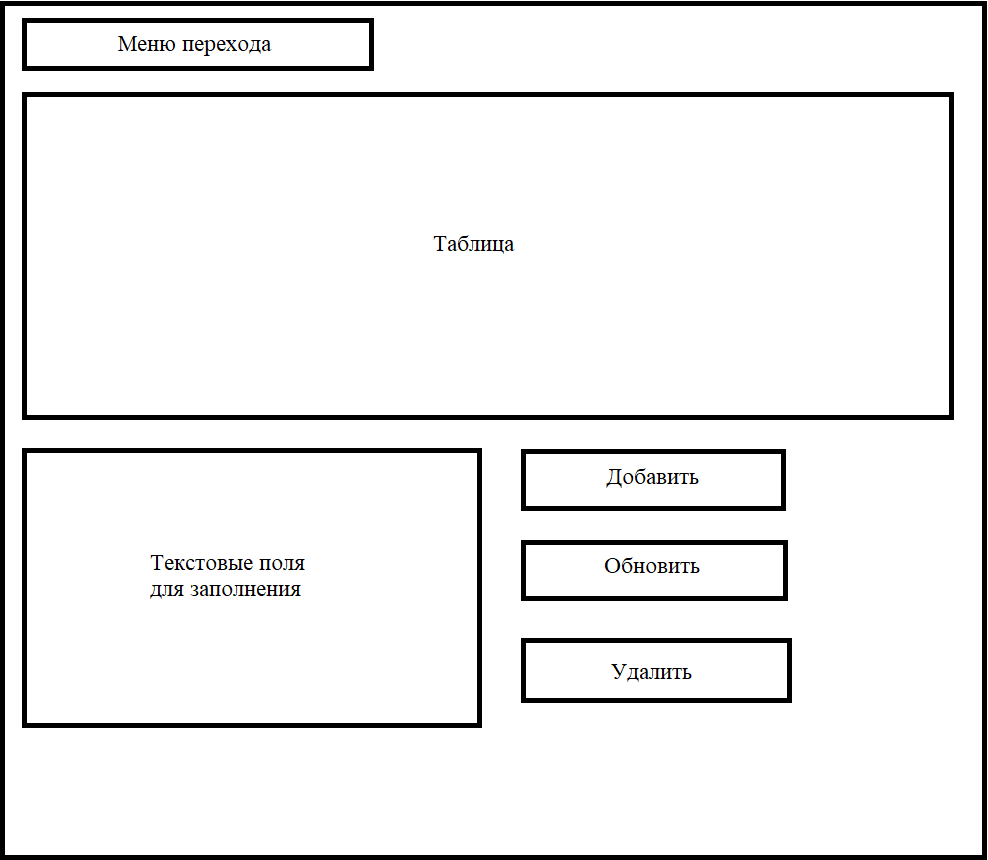 Меню перехода
Таблица
Текстовые поля
для заполнения
Добавить
Обновить
Удалить